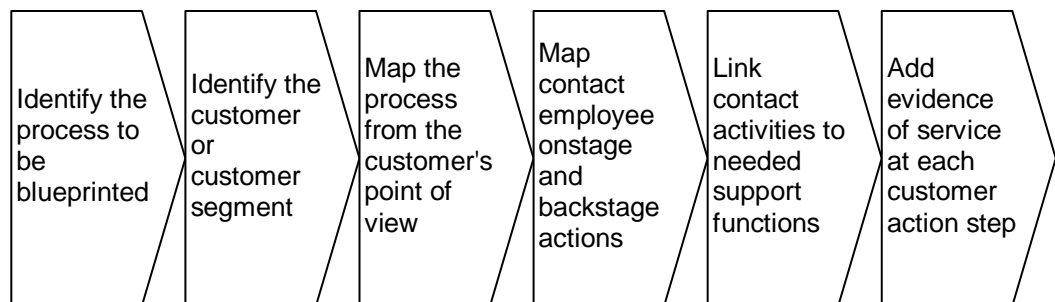 Identify the
process to
be
blueprinted
Identify the
customer
or
customer
segment
Map the
process
from the
customer's
point of
view
Map
contact
employee
onstage
and
backstage
actions
Link
contact
activities to
needed
support
functions
Add
evidence
of service
at each
customer
action step